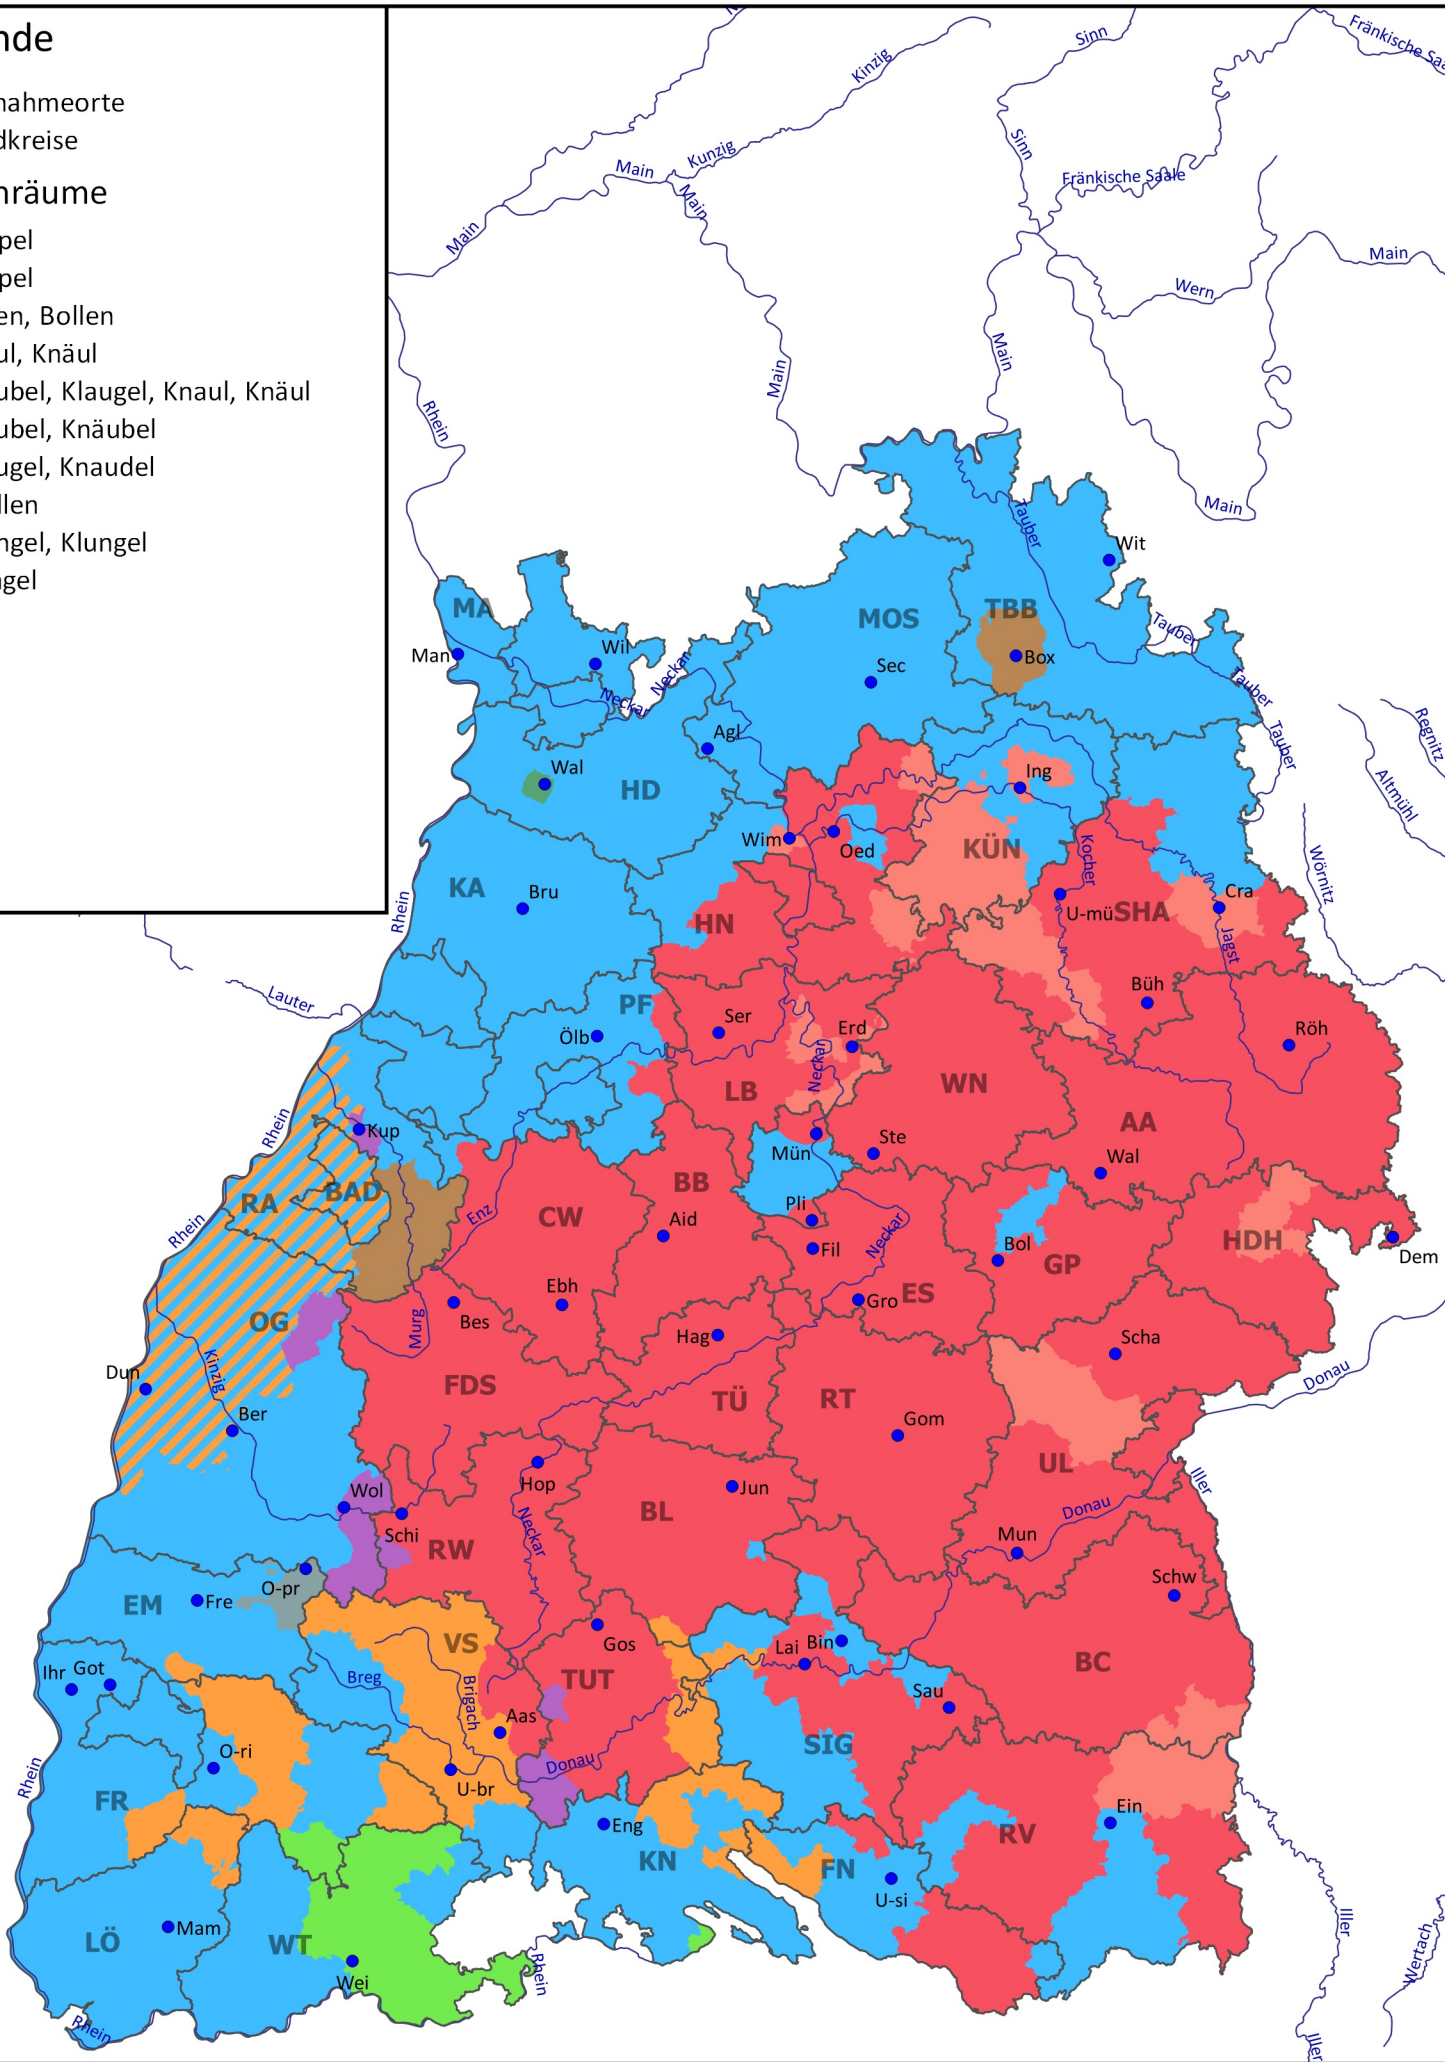 nde
nahmeorte
dkreise
nräume
pel
pel
en, Bollen
ul, Knäul
ubel, Klaugel, Knaul, Knäul
ubel, Knäubel
ugel, Knaudel
llen
ngel, Klungel
gel
Kinzig
Sinn
Fränkische Saa
Sinn
Kunzig
Main
Fränkische Saale
Main
Main
Main
Wern
Main
Main
Rhein
Main
Tauber
Wit
MA
MOS
TBB
Tauber
Man
Wil
Neckar
Sec
Box
Neckar
Tauber
Regnitz
Agl
Tauber
Wal
HD
Ing
Altmühl
Wim
Oed
KÜN
Kocher
Wörnitz
KA
Bru
Rhein
HN
U-mü
SHA
Cra
Jagst
Lauter
PF
Büh
Ölb
Ser
Erd
Röh
Neckar
LB
WN
AA
Rhein
Kup
Mün
Ste
Wal
RA
BAD
BB
Pli
Rhein
Enz
CW
Aid
Fil
Neckar
Bol
GP
HDH
Dem
OG
Ebh
Gro
ES
Bes
Murg
Hag
Scha
Kinzig
Dun
FDS
TÜ
RT
Donau
Ber
Gom
UL
Wol
Hop
Jun
Iller
Schi
Neckar
BL
Donau
RW
Mun
O-pr
Schw
EM
Fre
VS
Gos
Lai
Bin
Ihr
Got
Breg
TUT
BC
Brigach
Sau
Aas
O-ri
SIG
Rhein
Donau
U-br
FR
Eng
Ein
RV
KN
FN
U-si
Mam
LÖ
WT
Iller
Wertach
Wei
Rhein
Rhein
Iller